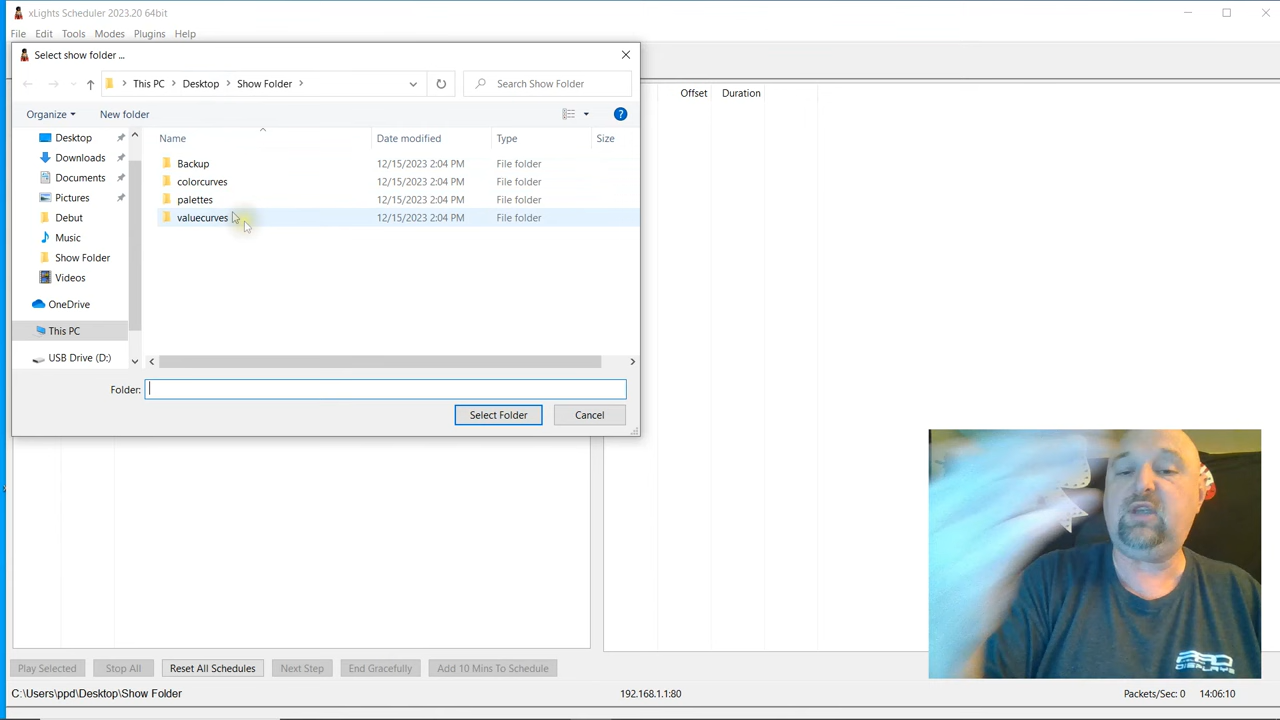 xLights Scheduler 2023.20 64bit
File Edit Tools Modes Plugins Help
Select show folder ...
This PC Desktop Show Folder
Search Show Folder
Organize New folder
Offset Duration
Name Date modified Type Size
Desktop
Downloads
Documents
Pictures
Debut
Music
Show Folder
Videos
OneDrive
This PC
USB Drive (D:)
Backup 12/15/2023 2:04 PM File folder
colorcurves 12/15/2023 2:04 PM File folder
palettes 12/15/2023 2:04 PM File folder
valuecurves 12/15/2023 2:04 PM File folder
Folder:
Select Folder Cancel
DISPLAYS
Play Selected Stop All Reset All Schedules Next Step End Gracefully Add 10 Mins To Schedule
C:\Users\ppd\Desktop\Show Folder 192.168.1.1:80 Packets/Sec: 0 14:06:10